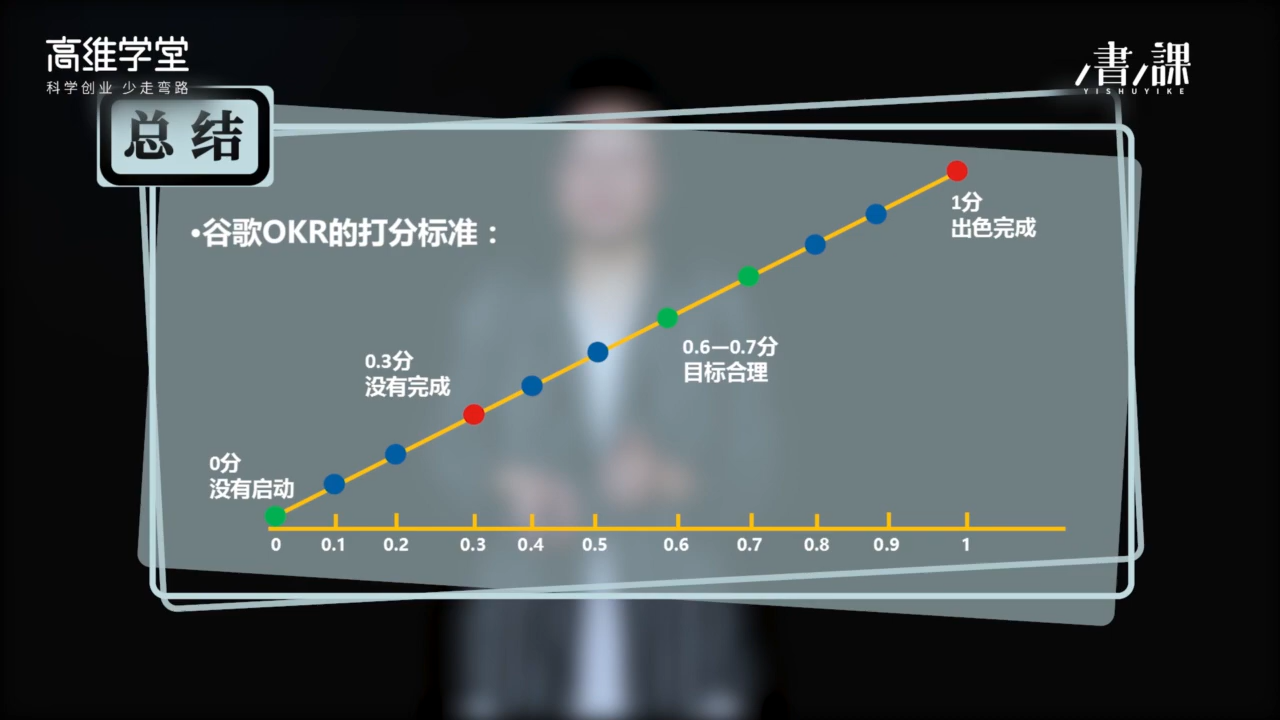 高维学堂
科学创业 少走弯路
書課
YISHUYIKE
总结
•谷歌OKR的打分标准：
1分
出色完成
0.6—0.7分
目标合理
0.3分
没有完成
0分
没有启动
0 0.1 0.2 0.3 0.4 0.5 0.6 0.7 0.8 0.9 1